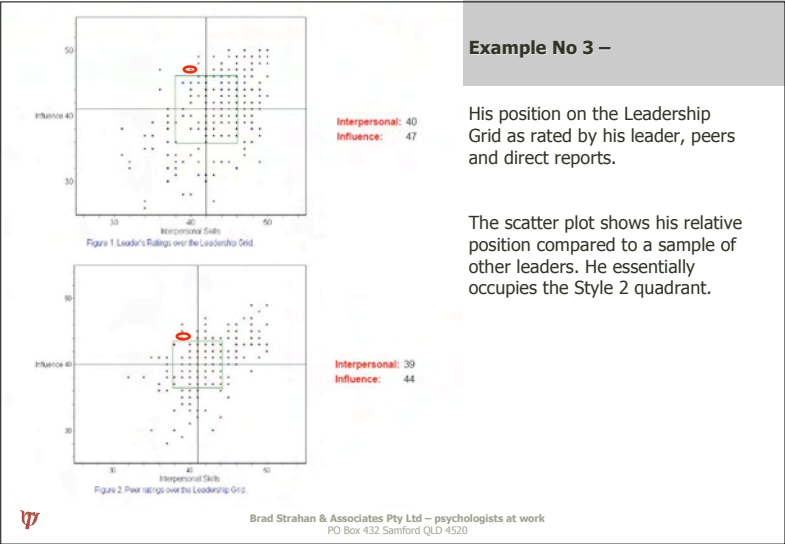 Example No 3 –
His position on the Leadership
Grid as rated by his leader, peers
and direct reports.
The scatter plot shows his relative
position compared to a sample of
other leaders. He essentially
occupies the Style 2 quadrant.
50
Influence 40
30
30 40 50
Interpersonal Skills
Figure 1. Leader's Ratings over the Leadership Grid.
Interpersonal: 40
Influence: 47
50
Influence 40
30
30 40 50
Interpersonal Skills
Figure 2. Peer ratings over the Leadership Grid.
Interpersonal: 39
Influence: 44
Brad Strahan & Associates Pty Ltd – psychologists at work
PO Box 432 Samford QLD 4520